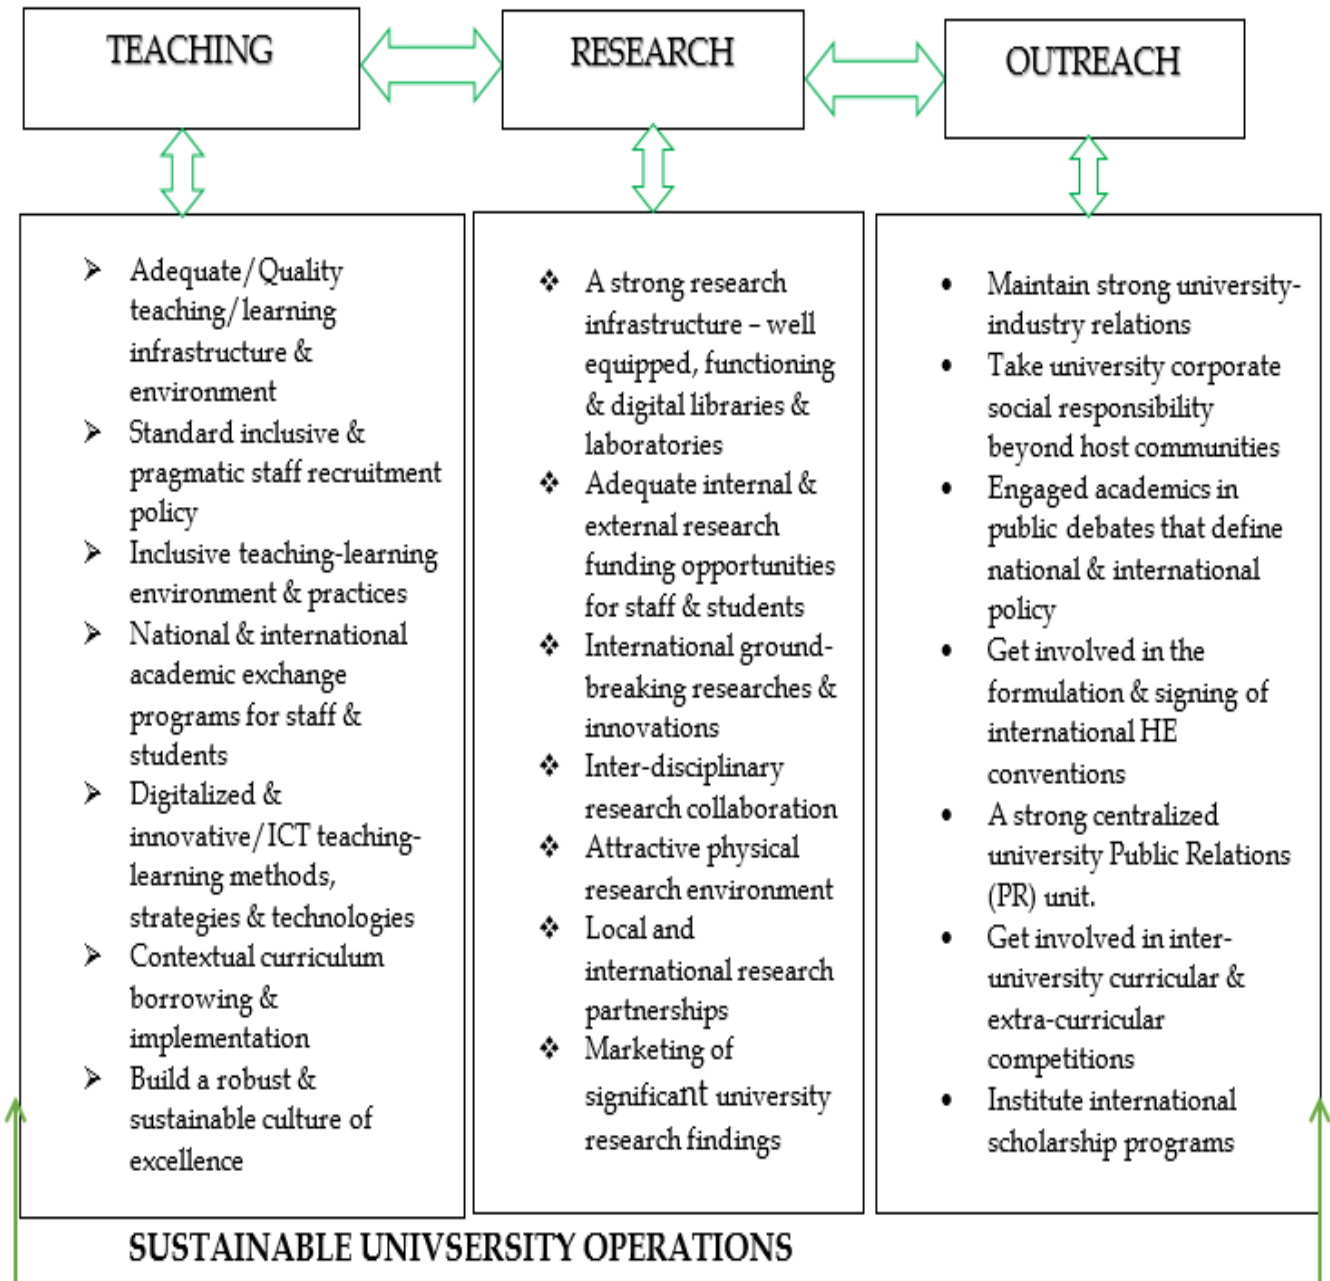 TEACHING
RESEARCH
OUTREACH
➢ Adequate/Quality
teaching/learning
infrastructure &
environment
➢ Standard inclusive &
pragmatic staff recruitment
policy
➢ Inclusive teaching-learning
environment & practices
➢ National & international
academic exchange
programs for staff &
students
➢ Digitalized &
innovative/ICT teaching-
learning methods,
strategies & technologies
➢ Contextual curriculum
borrowing &
implementation
➢ Build a robust &
sustainable culture of
excellence
❖ A strong research
infrastructure – well
equipped, functioning
& digital libraries &
laboratories
❖ Adequate internal &
external research
funding opportunities
for staff & students
❖ International ground-
breaking researches &
innovations
❖ Inter-disciplinary
research collaboration
❖ Attractive physical
research environment
❖ Local and
international research
partnerships
❖ Marketing of
significant university
research findings
• Maintain strong university-
industry relations
• Take university corporate
social responsibility
beyond host communities
• Engaged academics in
public debates that define
national & international
policy
• Get involved in the
formulation & signing of
international HE
conventions
• A strong centralized
university Public Relations
(PR) unit.
• Get involved in inter-
university curricular &
extra-curricular
competitions
• Institute international
scholarship programs
SUSTAINABLE UNIVSERSITY OPERATIONS